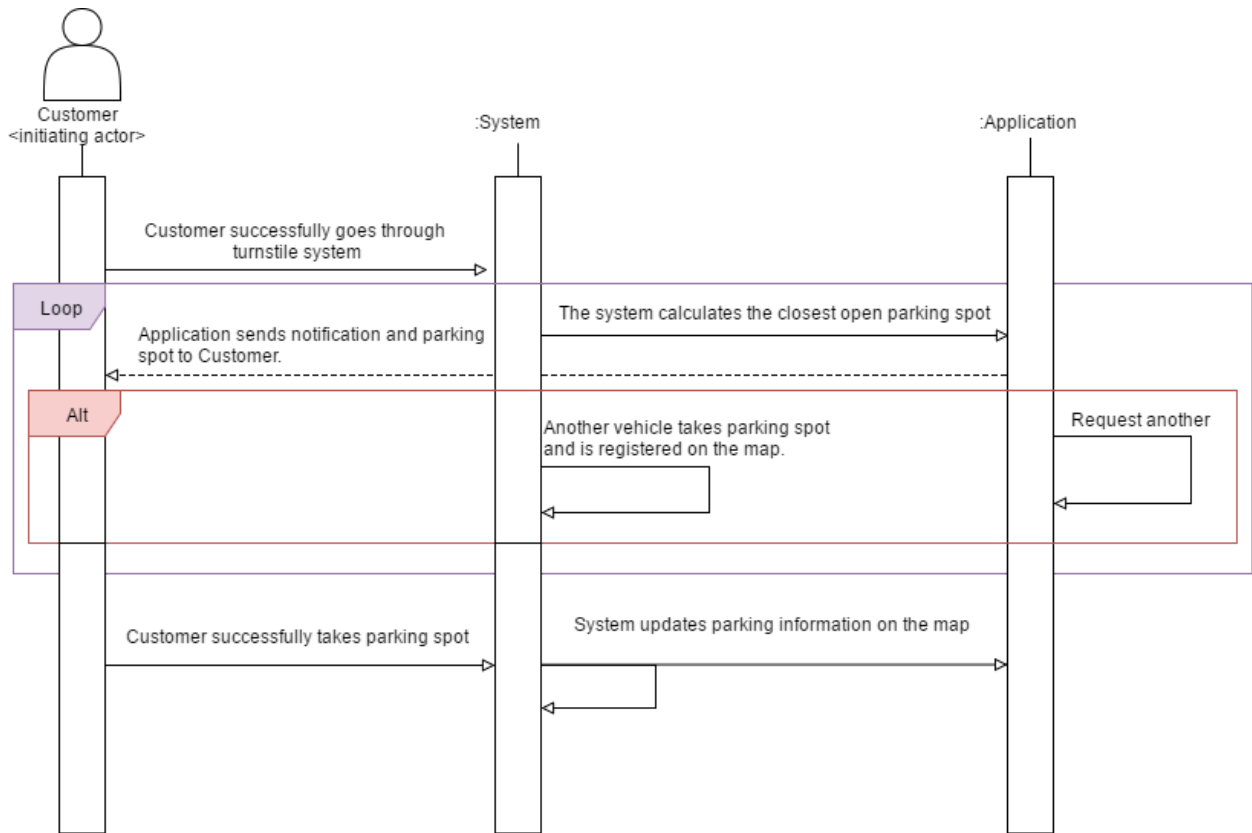 Customer
<initiating actor>
:System
:Application
Customer successfully goes through
turnstile system
Loop
The system calculates the closest open parking spot
Application sends notification and parking
spot to Customer.
Alt
Another vehicle takes parking spot
and is registered on the map.
Request another
Customer successfully takes parking spot
System updates parking information on the map